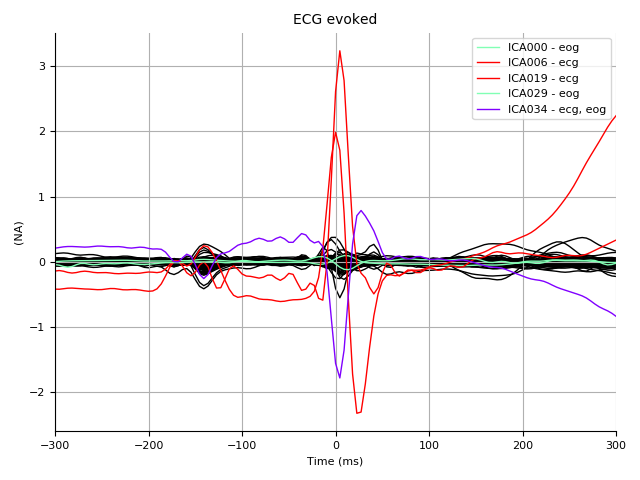 ECG evoked
ICA000 - eog
ICA006 - ecg
ICA019 - ecg
ICA029 - eog
ICA034 - ecg, eog
(NA)
3
2
1
0
−1
−2
−300 −200 −100 0 100 200 300
Time (ms)